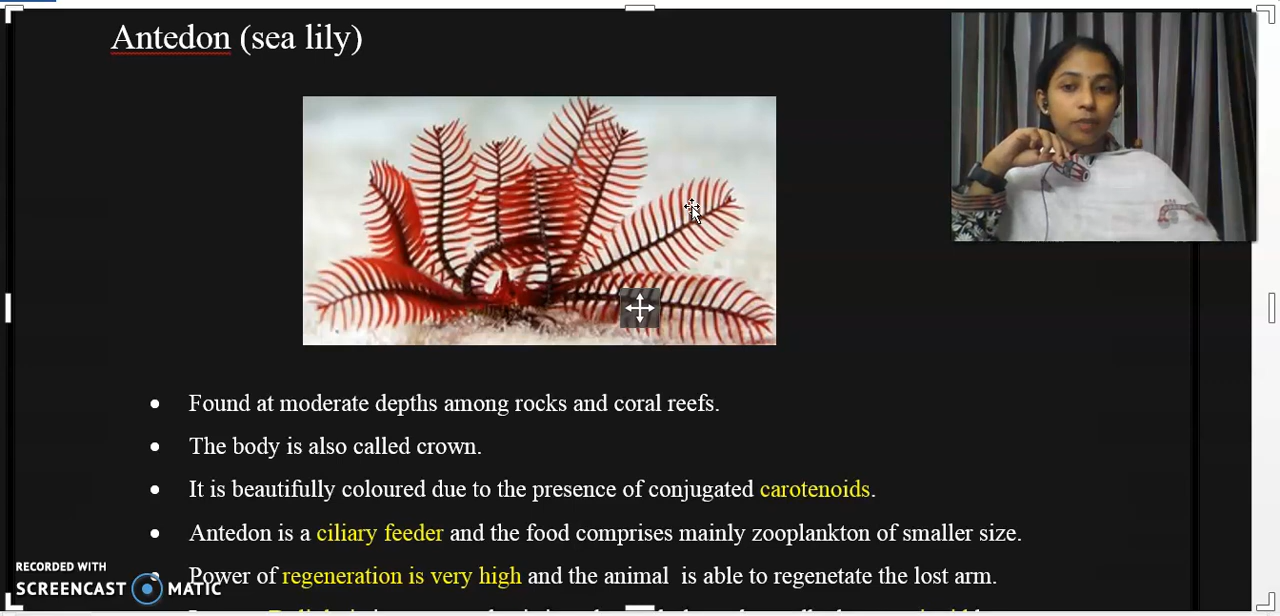 Antedon (sea lily)
Found at moderate depths among rocks and coral reefs.
The body is also called crown.
It is beautifully coloured due to the presence of conjugated carotenoids.
Antedon is a ciliary feeder and the food comprises mainly zooplankton of smaller size.
Power of regeneration is very high and the animal is able to regenetate the lost arm.
RECORDED WITH
SCREENCAST MATIC